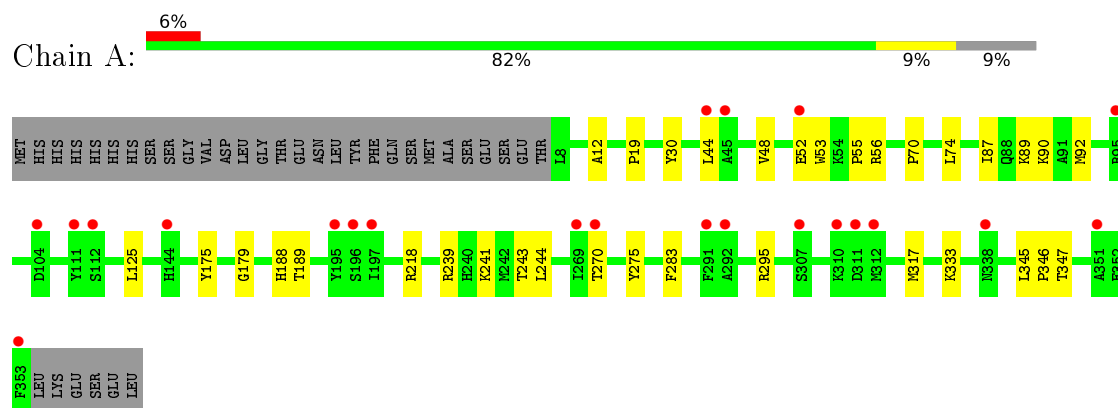 6%
Chain A:
82% 9% 9%
MET HIS HIS HIS HIS HIS HIS SER SER GLY VAL ASP LEU GLY THR GLU ASN LEU TYR PHE GLN SER MET ALA SER GLU SER GLU THR L8 A12 P19 Y30 L44 A45 V48 E52 W53 K54 P55 R56 P70 L74 I87 Q88 K89 K90 A91 M92 R95
D104 Y111 S112 L125 H144 Y175 G179 H188 T189 Y195 S196 I197 R218 R239 H240 K241 M242 T243 L244 I269 T270 Y275 F283 F291 A292 R295 S307 K310 D311 M312 M317 K333 N338 L345 P346 T347 A351
F353 LEU LYS GLU SER GLU LEU